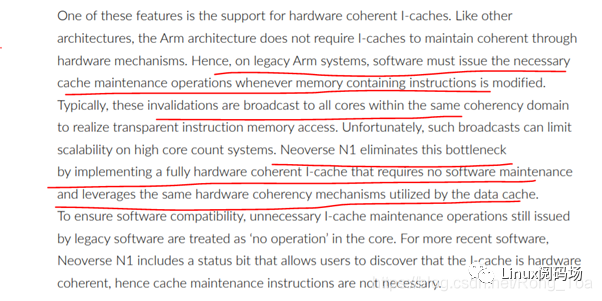 One of these features is the support for hardware coherent I-caches. Like other
architectures, the Arm architecture does not require I-caches to maintain coherent through
hardware mechanisms. Hence, on legacy Arm systems, software must issue the necessary
cache maintenance operations whenever memory containing instructions is modified.
Typically, these invalidations are broadcast to all cores within the same coherency domain
to realize transparent instruction memory access. Unfortunately, such broadcasts can limit
scalability on high core count systems. Neoverse N1 eliminates this bottleneck
by implementing a fully hardware coherent I-cache that requires no software maintenance
and leverages the same hardware coherency mechanisms utilized by the data cache.
To ensure software compatibility, unnecessary I-cache maintenance operations still issued
by legacy software are treated as ‘no operation’ in the core. For more recent software,
Neoverse N1 includes a status bit that allows users to discover that the I-cache is hardware
coherent, hence cache maintenance instructions are not necessary.
Linux阅码场